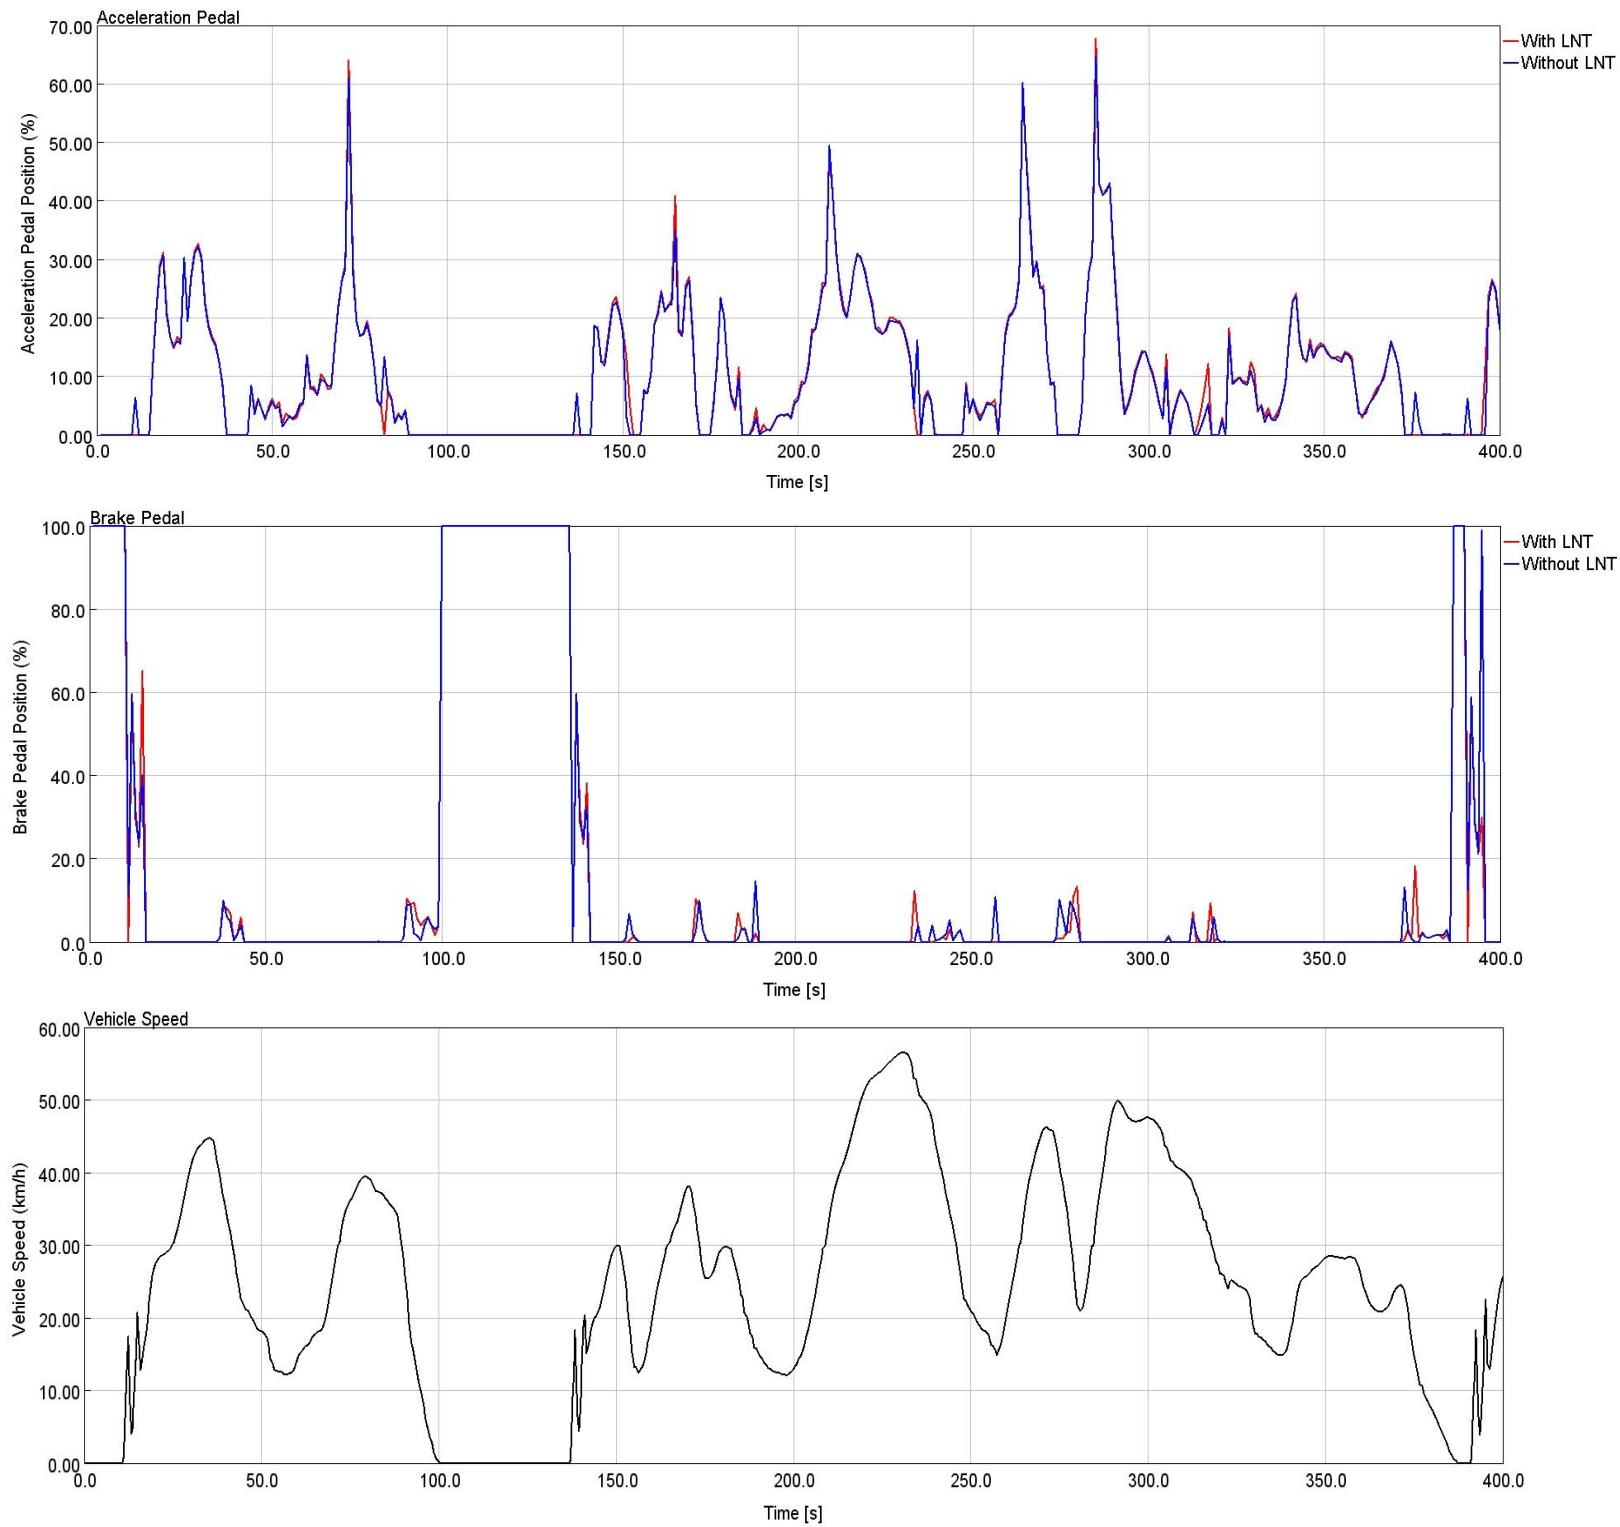 Acceleration Pedal
70.00
60.00
50.00
40.00
30.00
20.00
10.00
0.00
Acceleration Pedal Position (%)
With LNT
Without LNT
0.0 50.0 100.0 150.0 200.0 250.0 300.0 350.0 400.0
Time [s]
Brake Pedal
100.0
80.0
60.0
40.0
20.0
0.0
Brake Pedal Position (%)
With LNT
Without LNT
0.0 50.0 100.0 150.0 200.0 250.0 300.0 350.0 400.0
Time [s]
Vehicle Speed
60.00
50.00
40.00
30.00
20.00
10.00
0.00
Vehicle Speed (km/h)
0.0 50.0 100.0 150.0 200.0 250.0 300.0 350.0 400.0
Time [s]